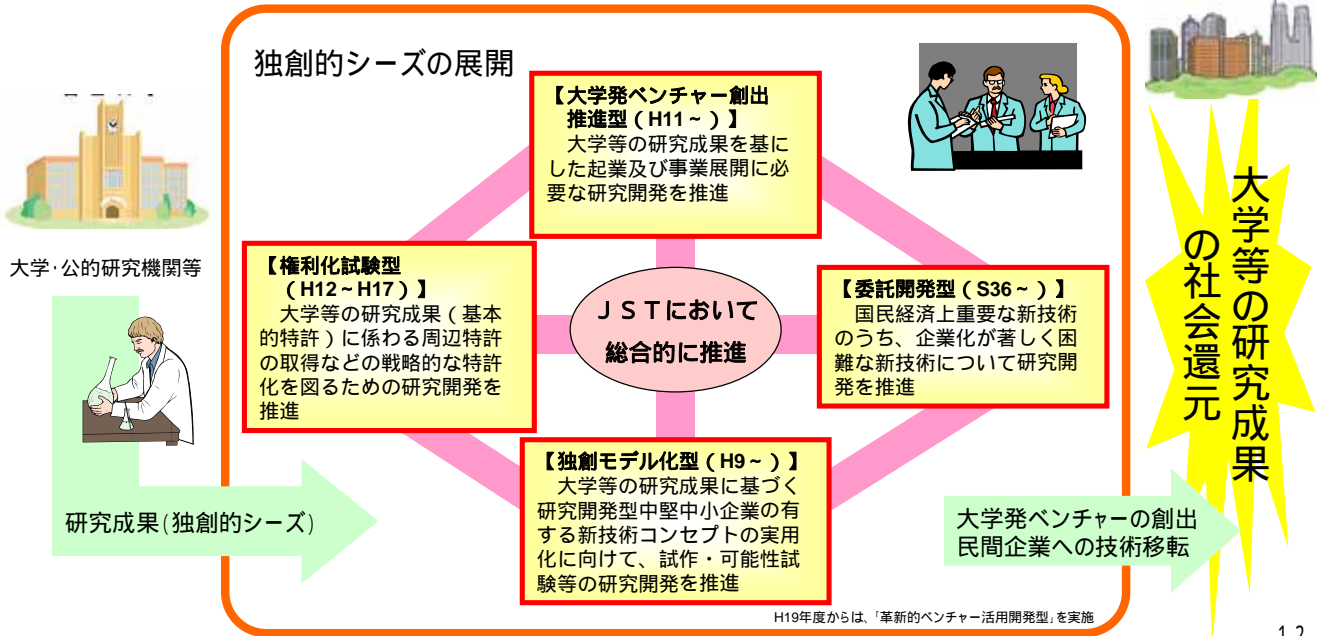 独創的シーズの展開
【大学発ベンチャー創出
推進型(H11~)】
大学等の研究成果を基に
した起業及び事業展開に必
要な研究開発を推進
大学・公的研究機関等
【権利化試験型
(H12~H17)】
大学等の研究成果(基本
的特許)に係わる周辺特許
の取得などの戦略的な特許
化を図るための研究開発を
推進
JSTにおいて
総合的に推進
【委託開発型(S36~)】
国民経済上重要な新技術
のうち、企業化が著しく困
難な新技術について研究開
発を推進
【独創モデル化型(H9~)】
大学等の研究成果に基づく
研究開発型中堅中小企業の有
する新技術コンセプトの実用
化に向けて、試作・可能性試
験等の研究開発を推進
研究成果(独創的シーズ)
大学発ベンチャーの創出
民間企業への技術移転
大学等の研究成果
の社会還元
H19年度からは、「革新的ベンチャー活用開発型」を実施
12